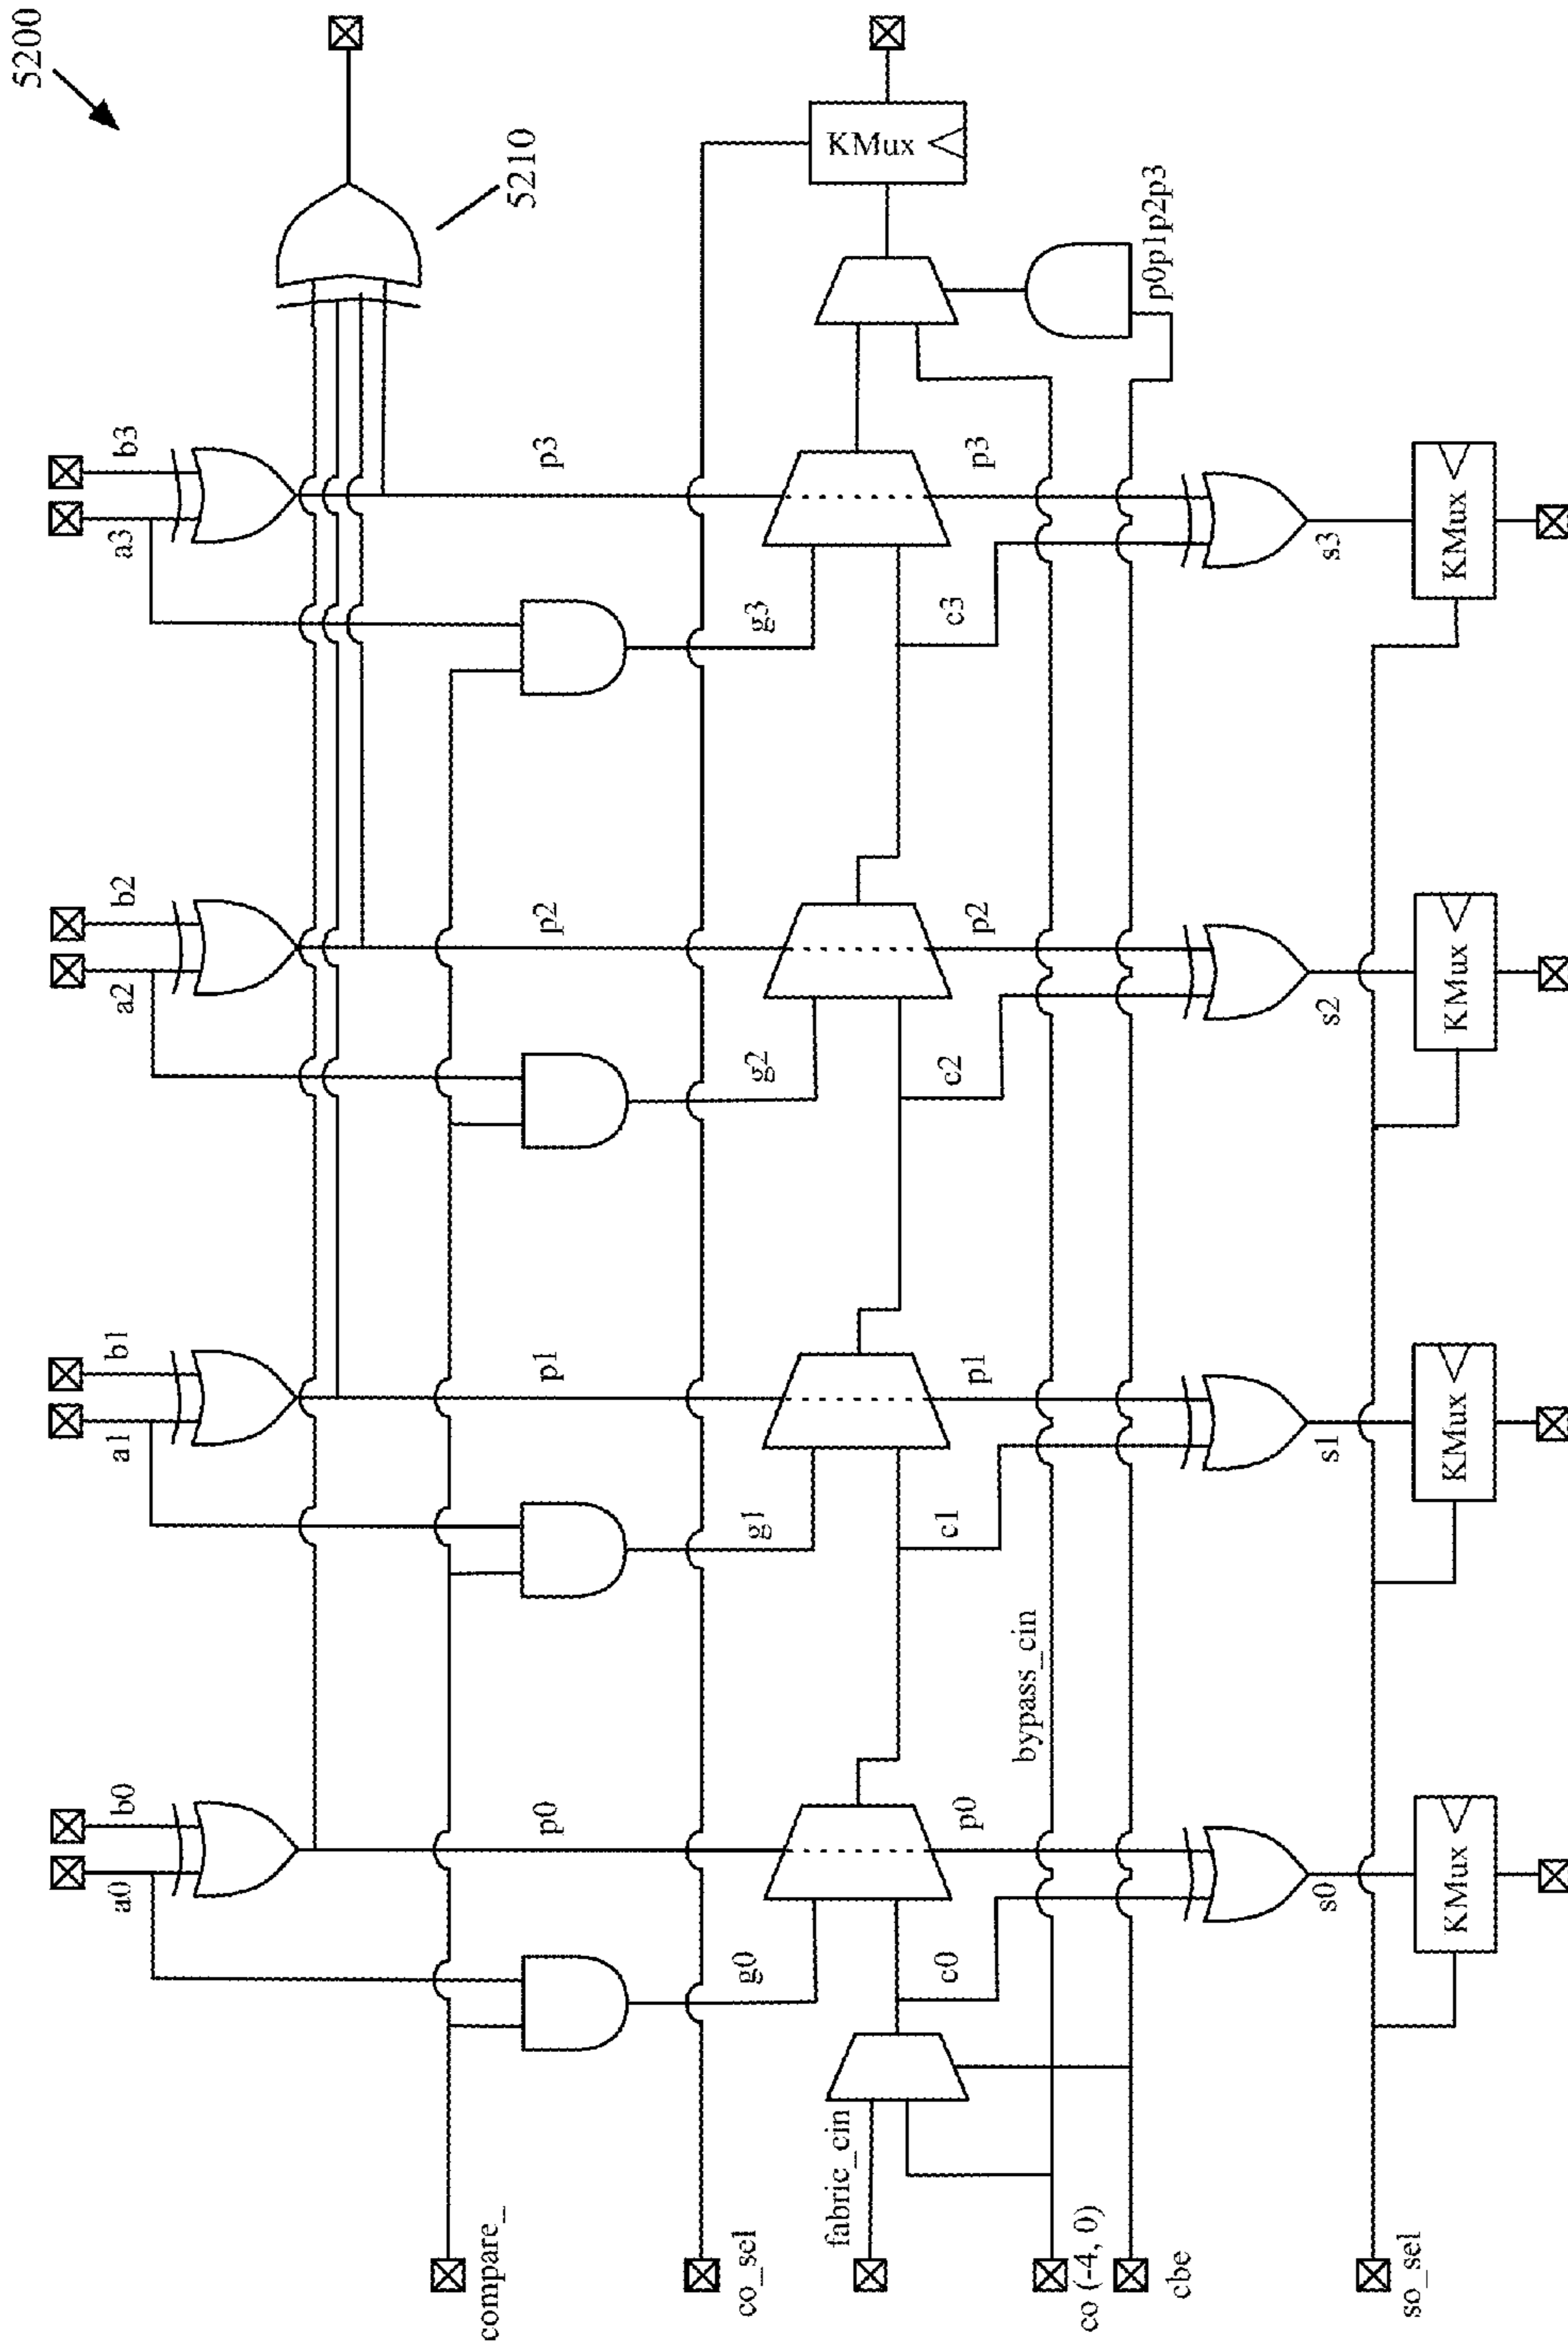 5200
5210
a0
b0
a1
b1
a2
b2
a3
b3
p0
p1
p2
p3
compare_
co_sel
KMux
g0
g1
g2
g3
fabric_cin
c0
p0
c1
p1
c2
p2
c3
p3
p0p1p2p3
bypass_cin
co (-4, 0)
cbe
s0
s1
s2
s3
so_sel
KMux
KMux
KMux
KMux